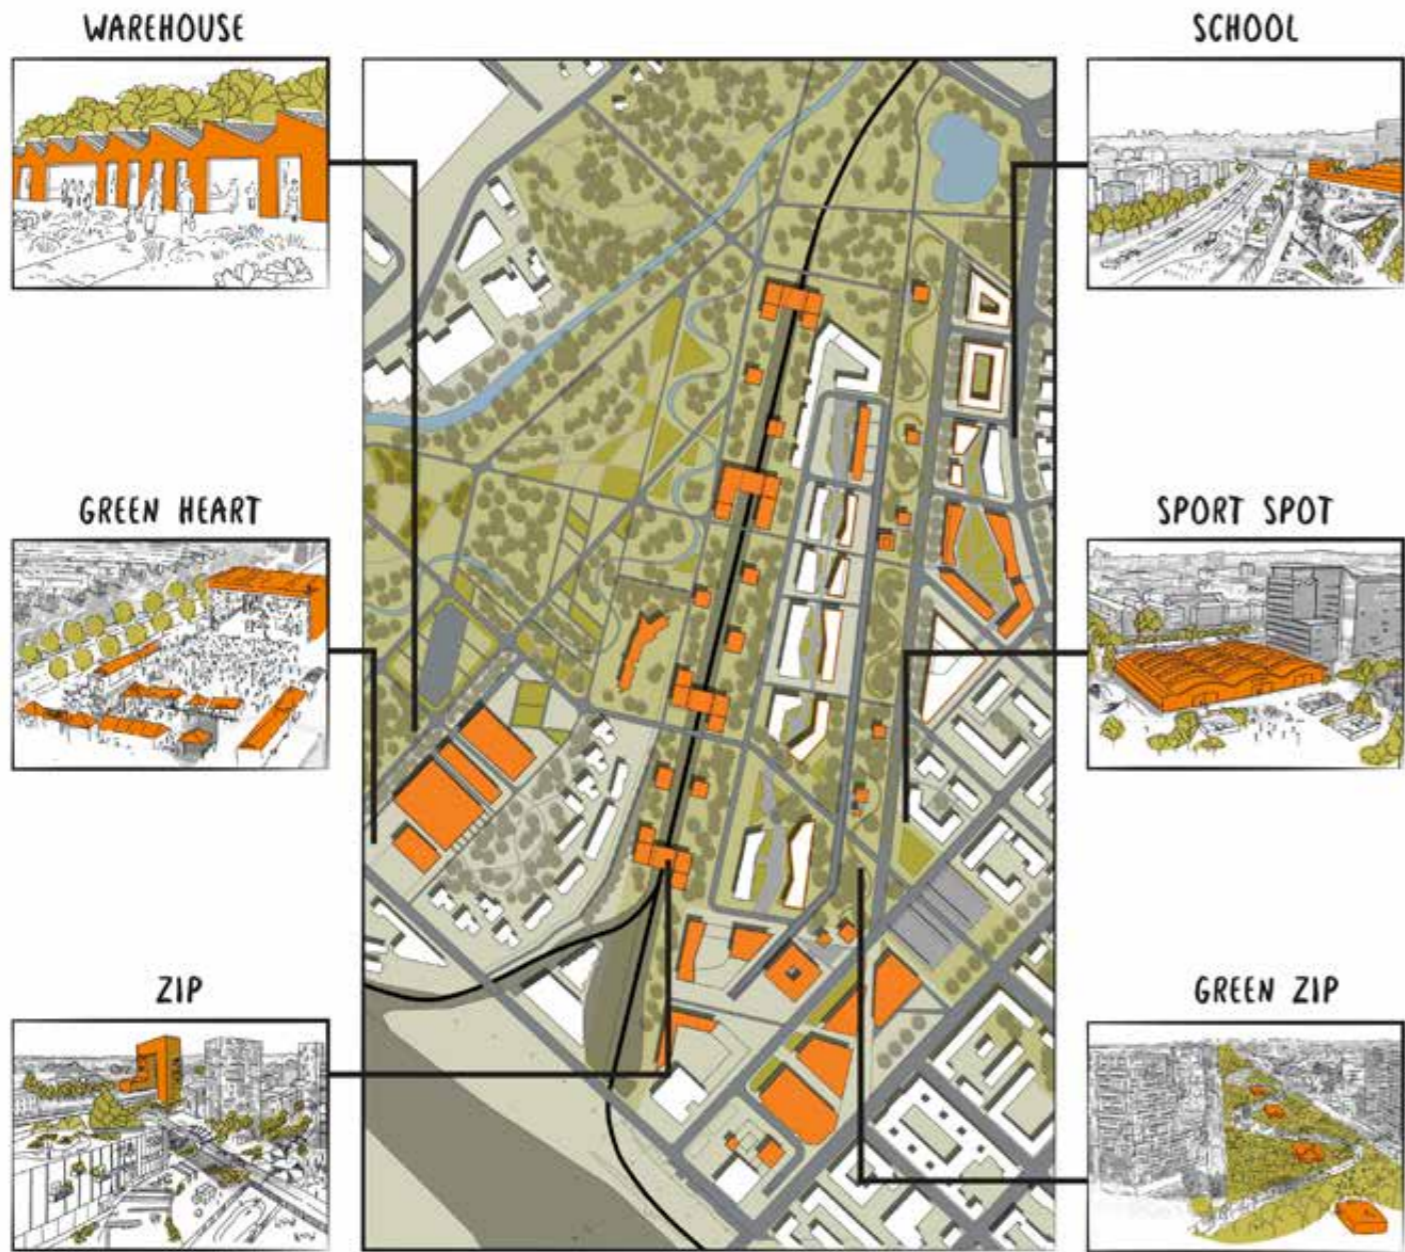 WAREHOUSE
SCHOOL
GREEN HEART
SPORT SPOT
ZIP
GREEN ZIP